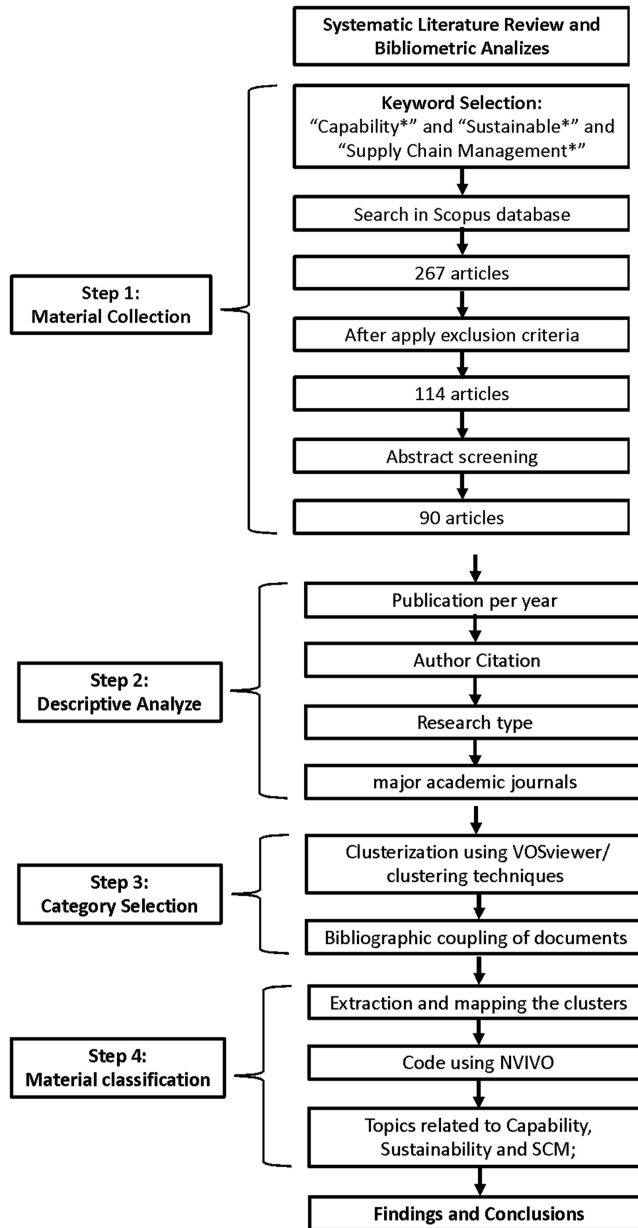 Systematic Literature Review and
Bibliometric Analizes
Keyword Selection:
“Capability*” and “Sustainable*” and
“Supply Chain Management*”
Search in Scopus database
267 articles
Step 1:
Material Collection
After apply exclusion criteria
114 articles
Abstract screening
90 articles
Publication per year
Author Citation
Step 2:
Descriptive Analyze
Research type
major academic journals
Clusterization using VOSviewer/
clustering techniques
Step 3:
Category Selection
Bibliographic coupling of documents
Extraction and mapping the clusters
Step 4:
Material classification
Code using NVIVO
Topics related to Capability,
Sustainability and SCM;
Findings and Conclusions